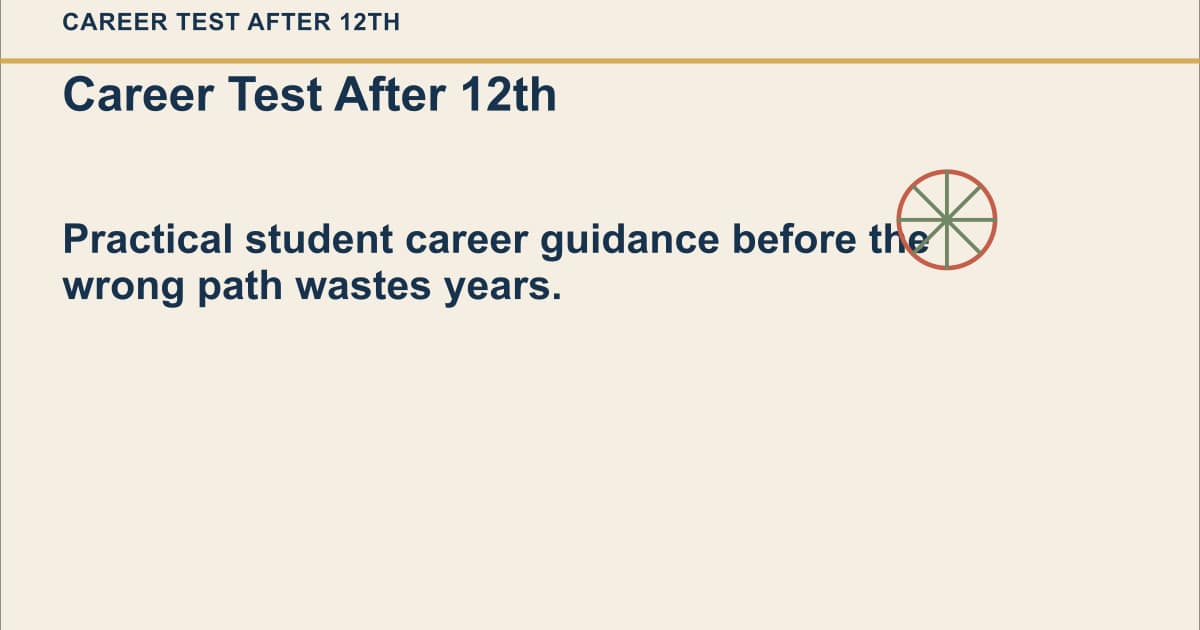 CAREER TEST AFTER 12TH
Career Test After 12th
Practical student career guidance before the
wrong path wastes years.